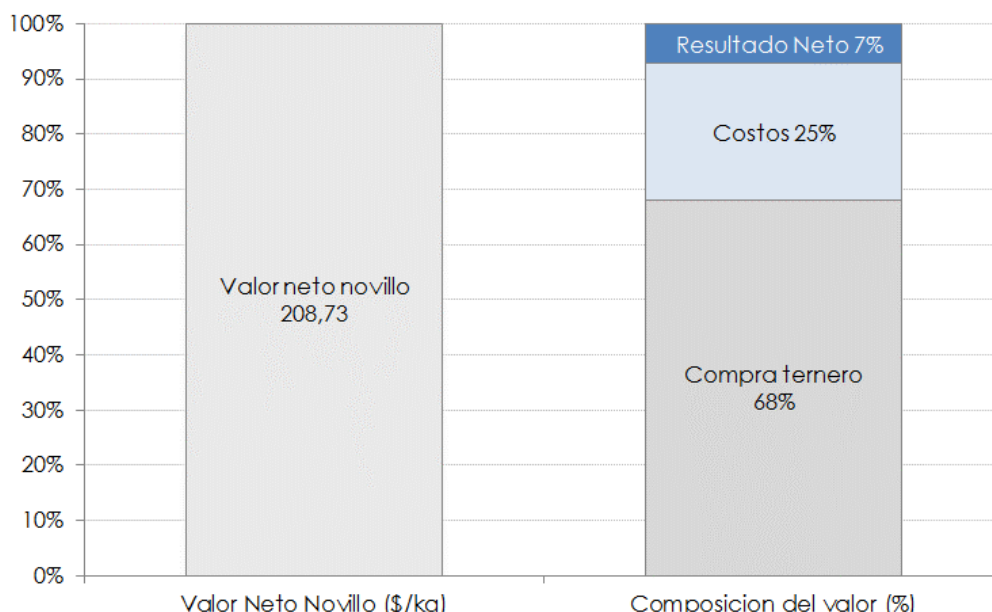 100%
90%
80%
70%
60%
50%
40%
30%
20%
10%
0%
Valor neto novillo
208,73
Resultado Neto 7%
Costos 25%
Compra ternero
68%
Valor Neto Novillo ($/kg)
Composicion del valor (%)